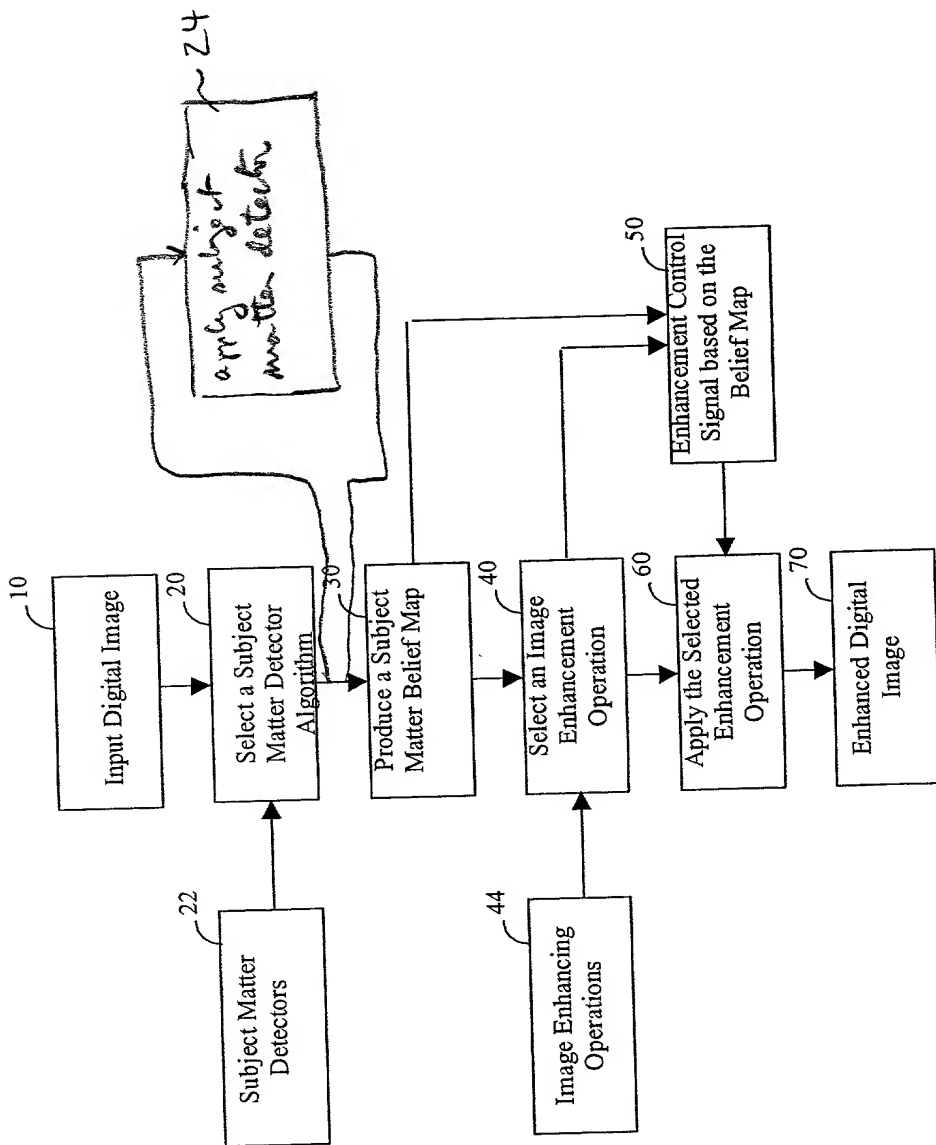 10
Input Digital Image
20
Select a Subject
Matter Detector
Algorithm
22
Subject Matter
Detectors
24
apply subject
matter detector
30
Produce a Subject
Matter Belief Map
40
Select an Image
Enhancement
Operation
44
Image Enhancing
Operations
50
Enhancement Control
Signal based on the
Belief Map
60
Apply the Selected
Enhancement
Operation
70
Enhanced Digital
Image